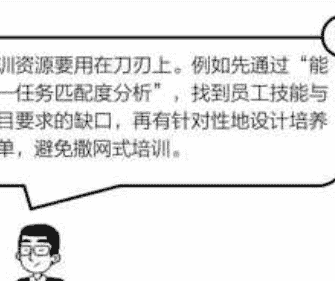 训资源要用在刀刃上。例如先通过“能
—任务匹配度分析”，找到员工技能与
目要求的缺口，再有针对性地设计培养
单，避免撒网式培训。